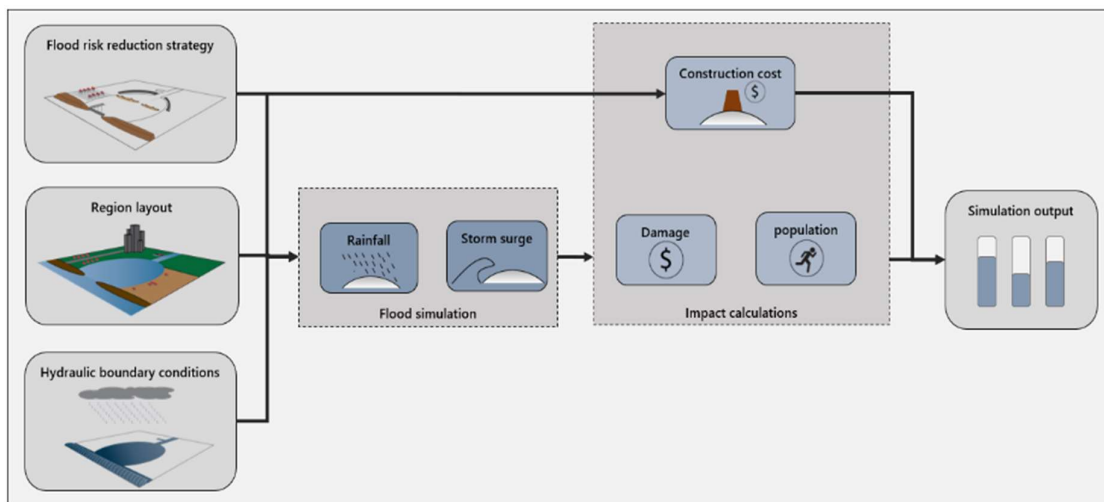 Flood risk reduction strategy
Construction cost
$
Region layout
Rainfall
Storm surge
Flood simulation
Damage
$
population
Impact calculations
Simulation output
Hydraulic boundary conditions